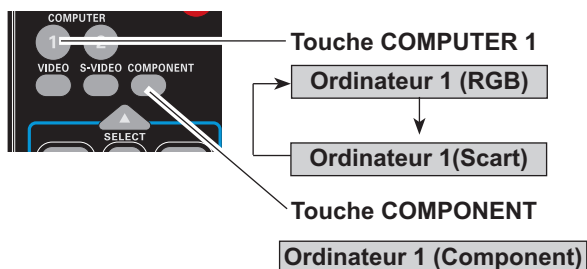 COMPUTER
1 2
VIDEO S-VIDEO COMPONENT
SELECT
Touche COMPUTER 1
Ordinateur 1 (RGB)
Ordinateur 1(Scart)
Touche COMPONENT
Ordinateur 1 (Component)